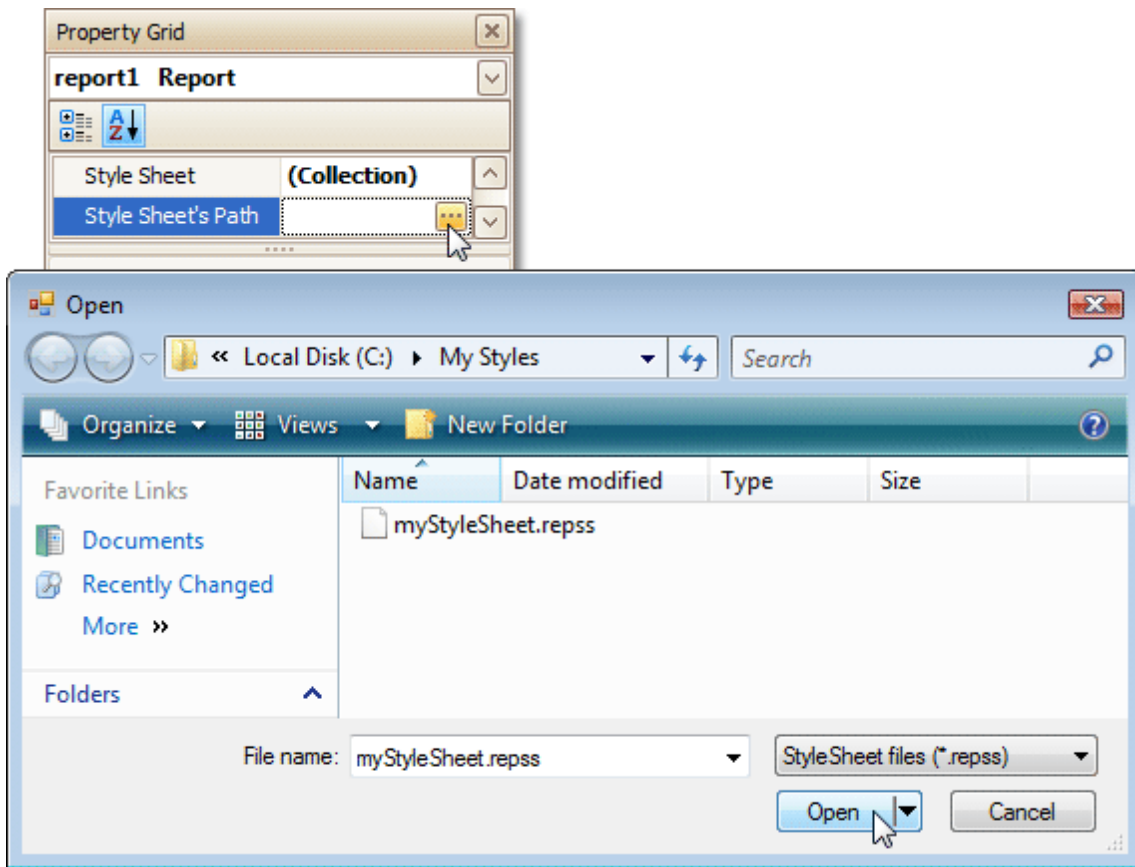 Property Grid
report1 Report
A
Z
Style Sheet (Collection)
Style Sheet's Path ...
Open
« Local Disk (C:) My Styles Search
Organize Views New Folder ?
Favorite Links Name Date modified Type Size
myStyleSheet.repss
Documents
Recently Changed
More »
Folders
File name: myStyleSheet.repss StyleSheet files (*.repss)
Open Cancel